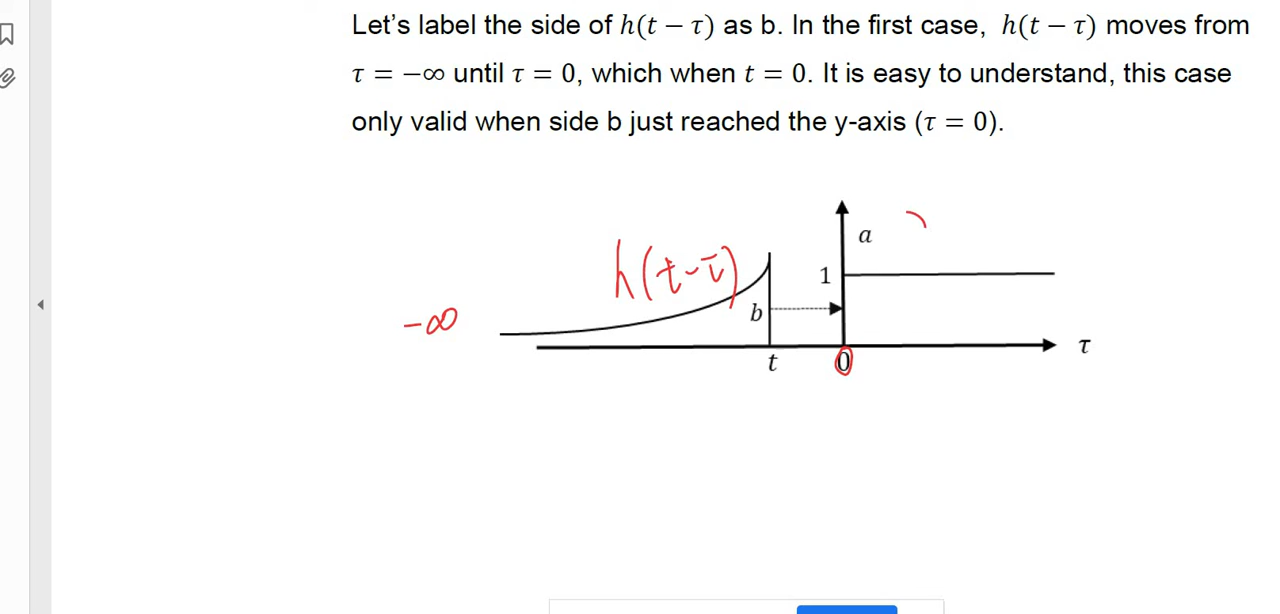 Let’s label the side of ℎ(𝑡 − 𝜏) as b. In the first case, ℎ(𝑡 − 𝜏) moves from
𝜏 = −∞ until 𝜏 = 0, which when 𝑡 = 0. It is easy to understand, this case
only valid when side b just reached the y-axis (𝜏 = 0).
a
h(t-τ)
1
b
-∞
τ
t
0